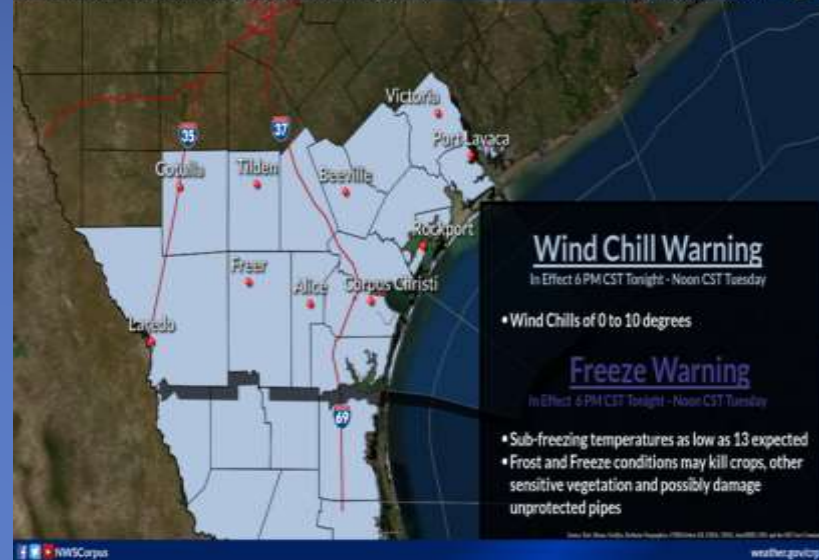 Victoria
Port Lavaca
35
37
Cotulla
Tilden
Beeville
Rockport
Freer
Alice
Corpus Christi
Laredo
69
Wind Chill Warning
In Effect 6 PM CST Tonight - Noon CST Tuesday
•Wind Chills of 0 to 10 degrees
Freeze Warning
In Effect 6 PM CST Tonight - Noon CST Tuesday
•Sub-freezing temperatures as low as 13 expected
•Frost and Freeze conditions may kill crops, other
sensitive vegetation and possibly damage
unprotected pipes
NWSCorpus
weather.gov/crp